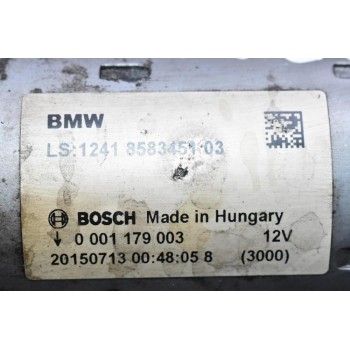 BMW
LS:1241 8583451 03
BOSCH Made in Hungary
↓ 0 001 179 003 12V
20150713 00:48:05 8 (3000)